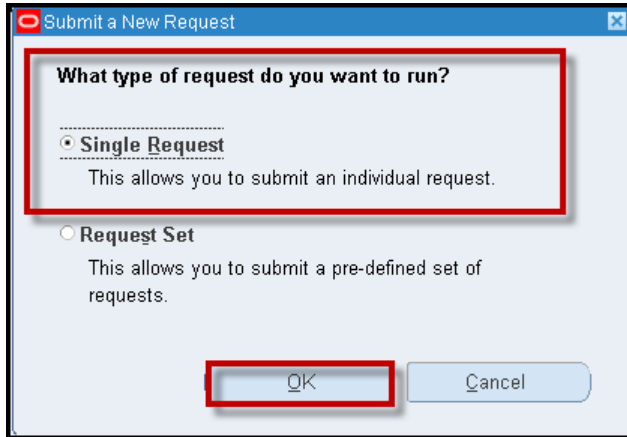 Submit a New Request
What type of request do you want to run?
Single Request
This allows you to submit an individual request.
Request Set
This allows you to submit a pre-defined set of
requests.
OK
Cancel